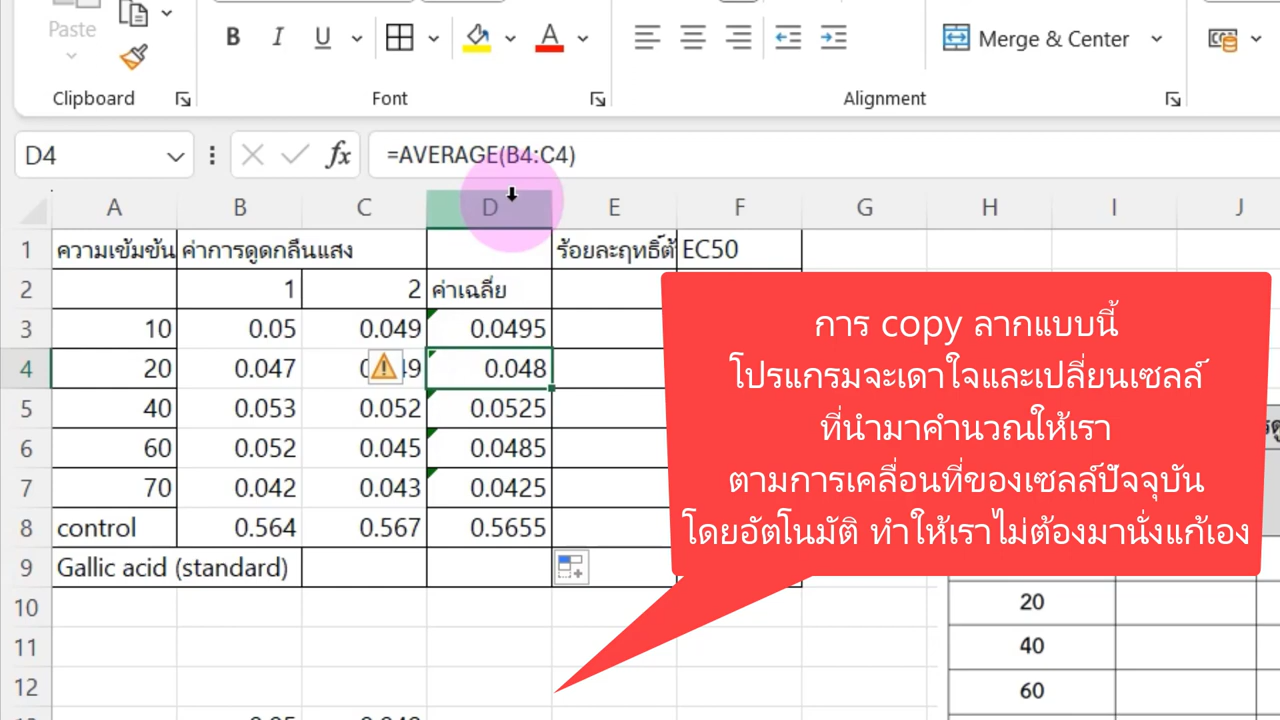 Paste
B I U A Merge & Center
Clipboard Font Alignment
D4 fx =AVERAGE(B4:C4)
A B C D E F G H I J
1 ความเข้มข้น ค่าการดูดกลืนแสง ร้อยละฤทธิ์ต้ EC50
2 1 2 ค่าเฉลี่ย
3 10 0.05 0.049 0.0495
4 20 0.047 0.048
5 40 0.053 0.052 0.0525
6 60 0.052 0.045 0.0485
7 70 0.042 0.043 0.0425
8 control 0.564 0.567 0.5655
9 Gallic acid (standard)
10
11
12
การ copy ลากแบบนี้
โปรแกรมจะเดาใจและเปลี่ยนเซลล์
ที่นำมาคำนวณให้เรา
ตามการเคลื่อนที่ของเซลล์ปัจจุบัน
โดยอัตโนมัติ ทำให้เราไม่ต้องมานั่งแก้เอง
20
40
60